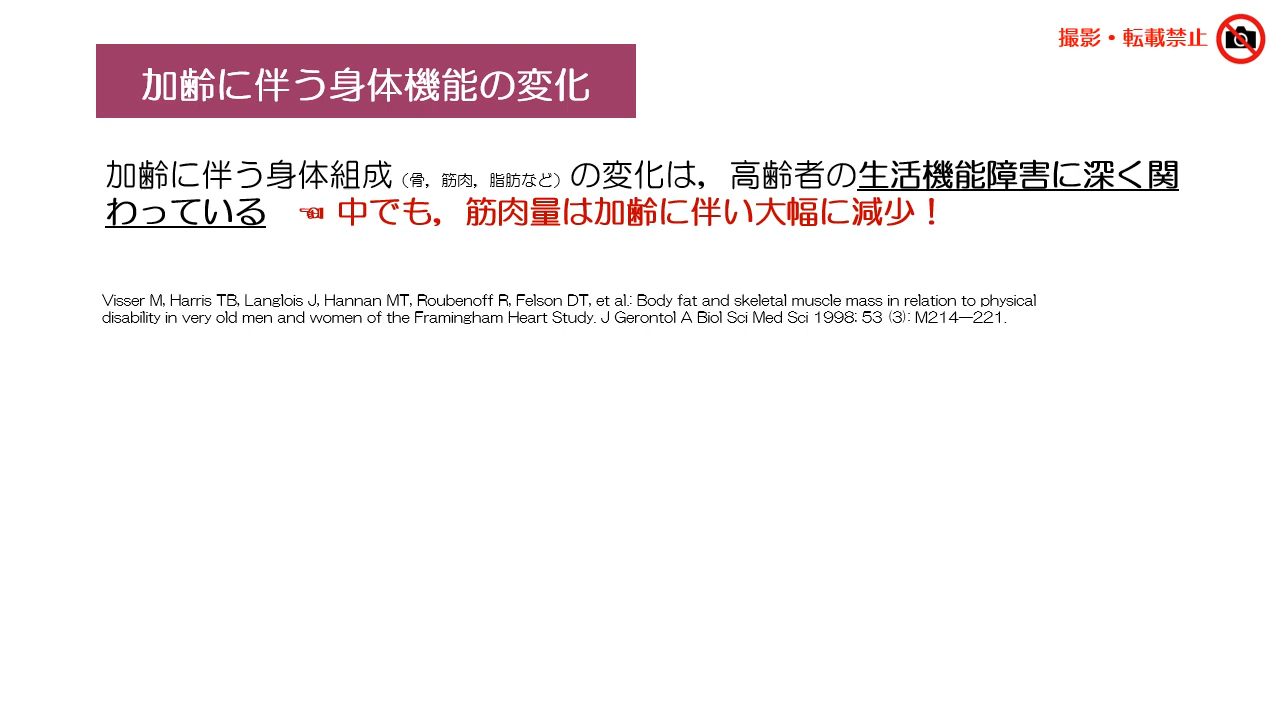 撮影・転載禁止
加齢に伴う身体機能の変化
加齢に伴う身体組成（骨，筋肉，脂肪など）の変化は，高齢者の生活機能障害に深く関
わっている ☜ 中でも，筋肉量は加齢に伴い大幅に減少！
Visser M, Harris TB, Langlois J, Hannan MT, Roubenoff R, Felson DT, et al.: Body fat and skeletal muscle mass in relation to physical
disability in very old men and women of the Framingham Heart Study. J Gerontol A Biol Sci Med Sci 1998; 53 (3): M214—221.